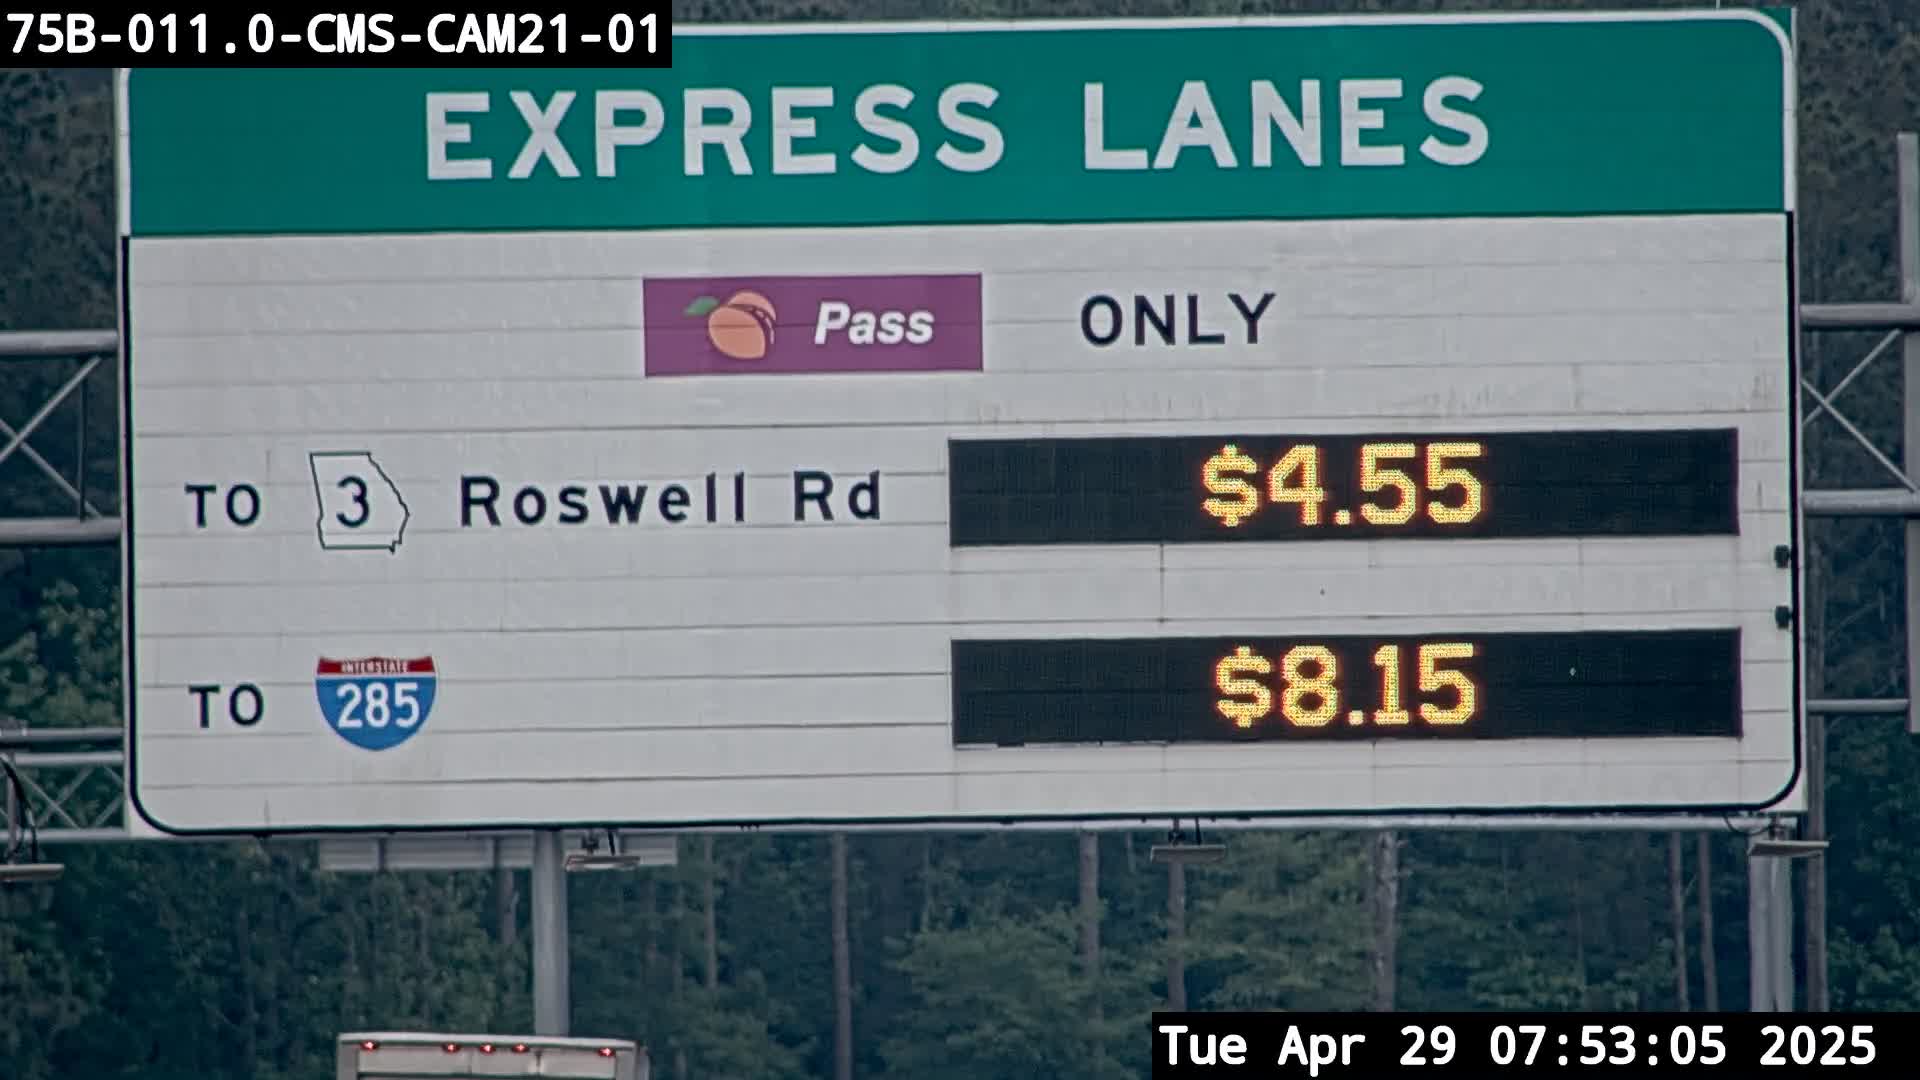 75B-011.0-CMS-CAM21-01
EXPRESS LANES
Pass ONLY
TO 3 Roswell Rd $4.55
INTERSTATE
TO 285 $8.15
Tue Apr 29 07:53:05 2025